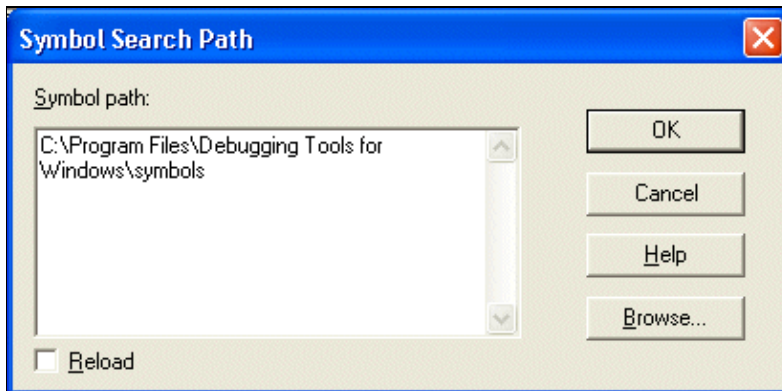 Symbol Search Path
Symbol path:
C:\Program Files\Debugging Tools for
Windows\symbols
OK
Cancel
Help
Browse...
Reload